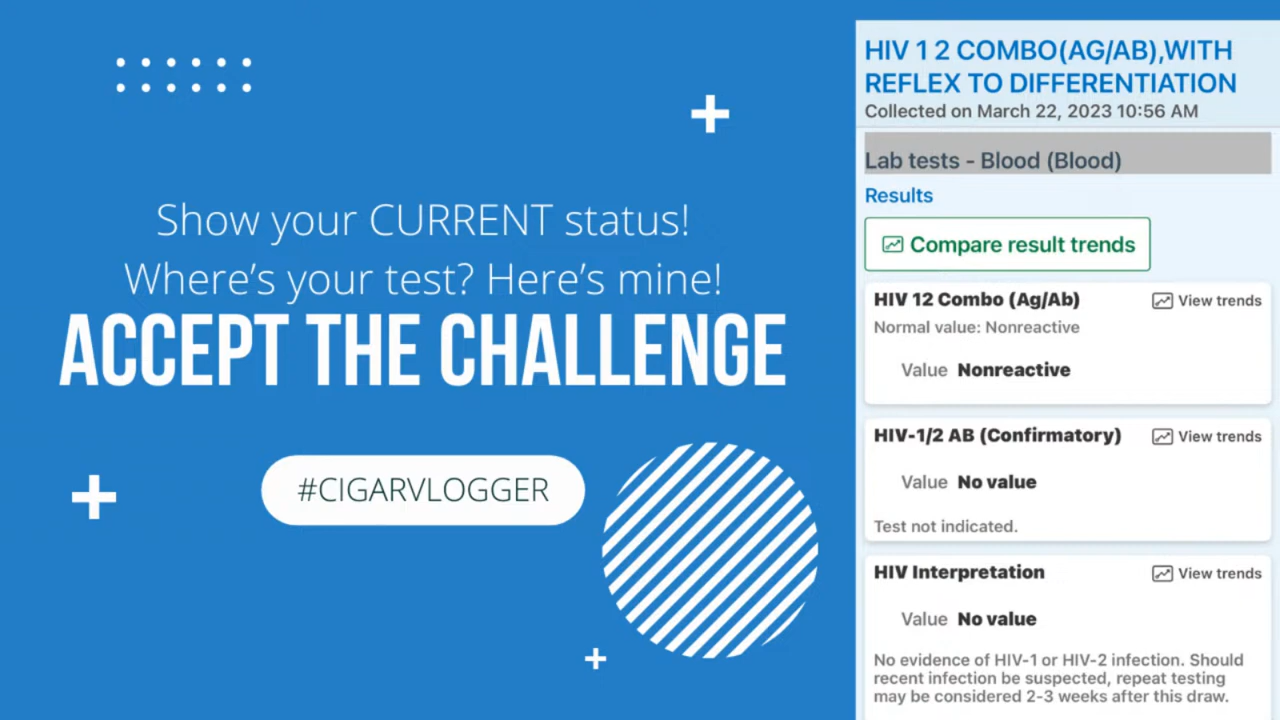 Show your CURRENT status!
Where's your test? Here's mine!
ACCEPT THE CHALLENGE
#CIGARVLOGGER
HIV 1 2 COMBO(AG/AB),WITH
REFLEX TO DIFFERENTIATION
Collected on March 22, 2023 10:56 AM
Lab tests - Blood (Blood)
Results
Compare result trends
HIV 12 Combo (Ag/Ab) View trends
Normal value: Nonreactive
Value Nonreactive
HIV-1/2 AB (Confirmatory) View trends
Value No value
Test not indicated.
HIV Interpretation View trends
Value No value
No evidence of HIV-1 or HIV-2 infection. Should
recent infection be suspected, repeat testing
may be considered 2-3 weeks after this draw.